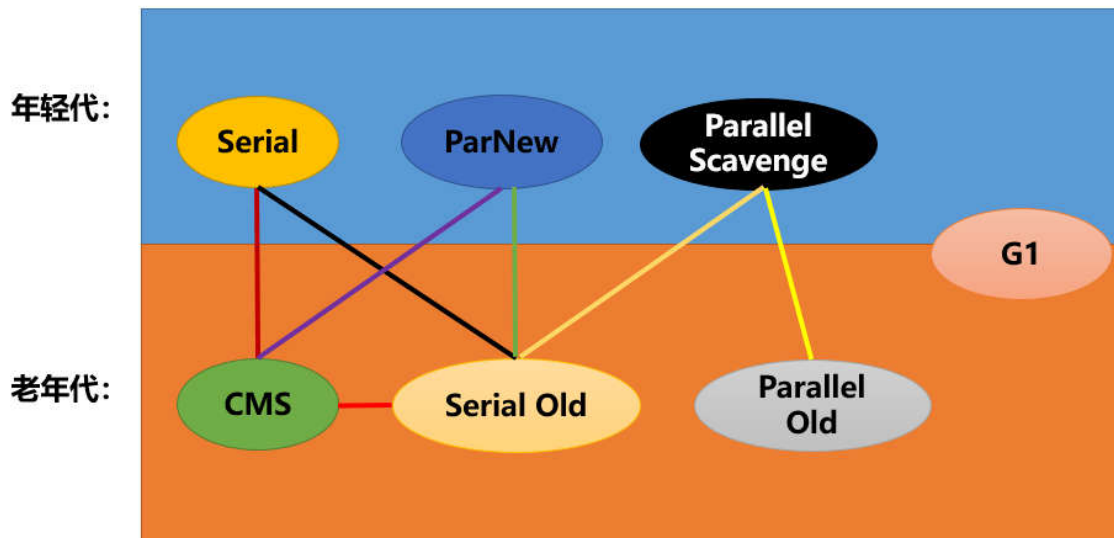 年轻代：
Serial
ParNew
Parallel
Scavenge
G1
老年代：
CMS
Serial Old
Parallel
Old